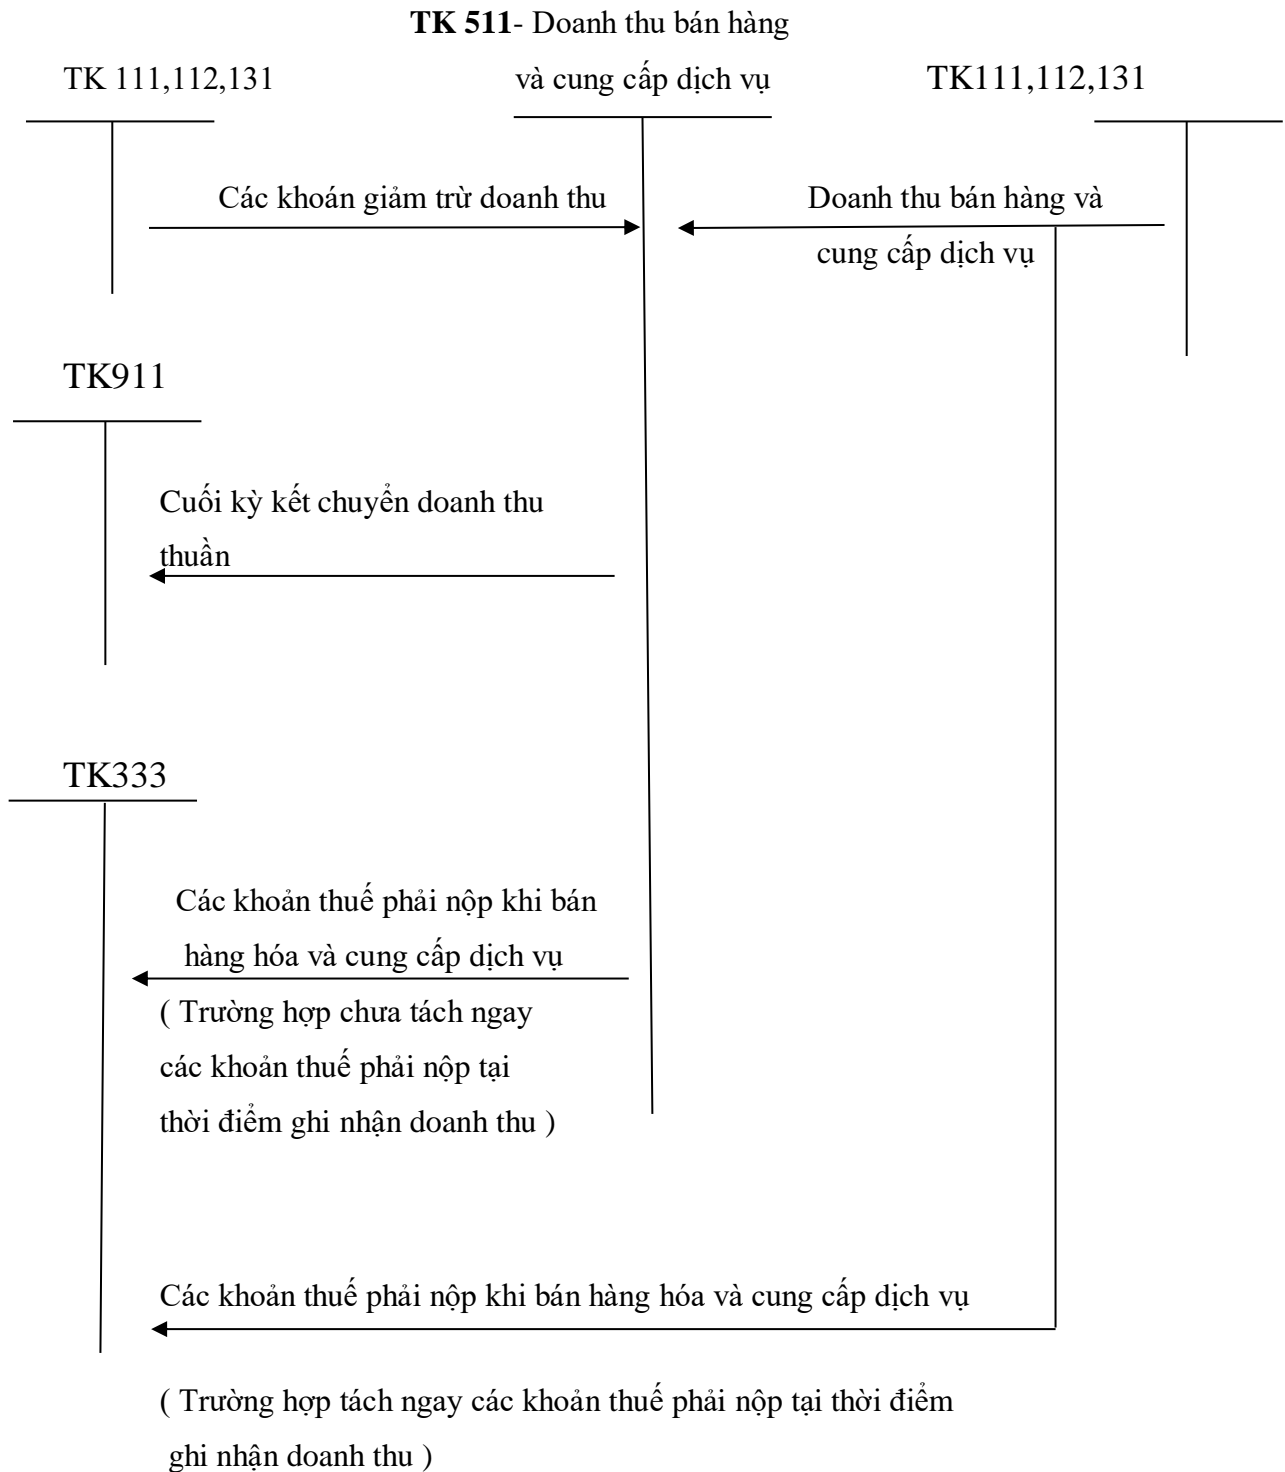 TK 511- Doanh thu bán hàng
TK 111,112,131
và cung cấp dịch vụ
TK111,112,131
Các khoán giảm trừ doanh thu
Doanh thu bán hàng và
cung cấp dịch vụ
TK911
Cuối kỳ kết chuyển doanh thu
thuần
TK333
Các khoản thuế phải nộp khi bán
hàng hóa và cung cấp dịch vụ
( Trường hợp chưa tách ngay
các khoản thuế phải nộp tại
thời điểm ghi nhận doanh thu )
Các khoản thuế phải nộp khi bán hàng hóa và cung cấp dịch vụ
( Trường hợp tách ngay các khoản thuế phải nộp tại thời điểm
ghi nhận doanh thu )